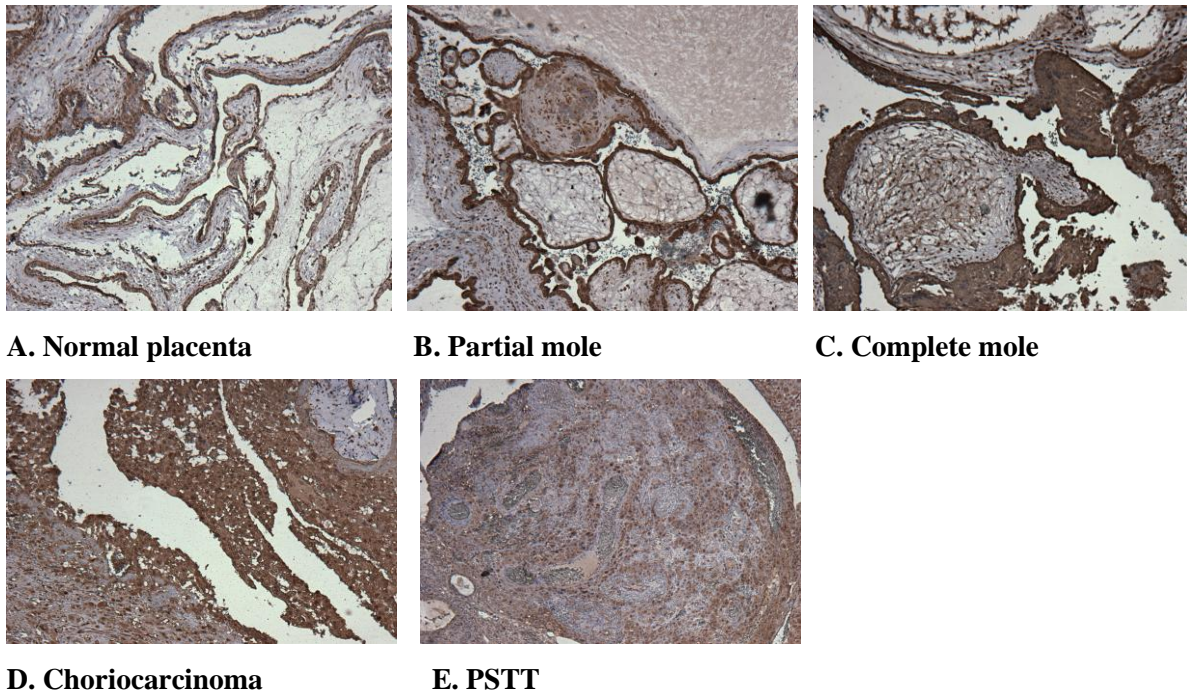 A. Normal placenta
B. Partial mole
C. Complete mole
D. Choriocarcinoma
E. PSTT